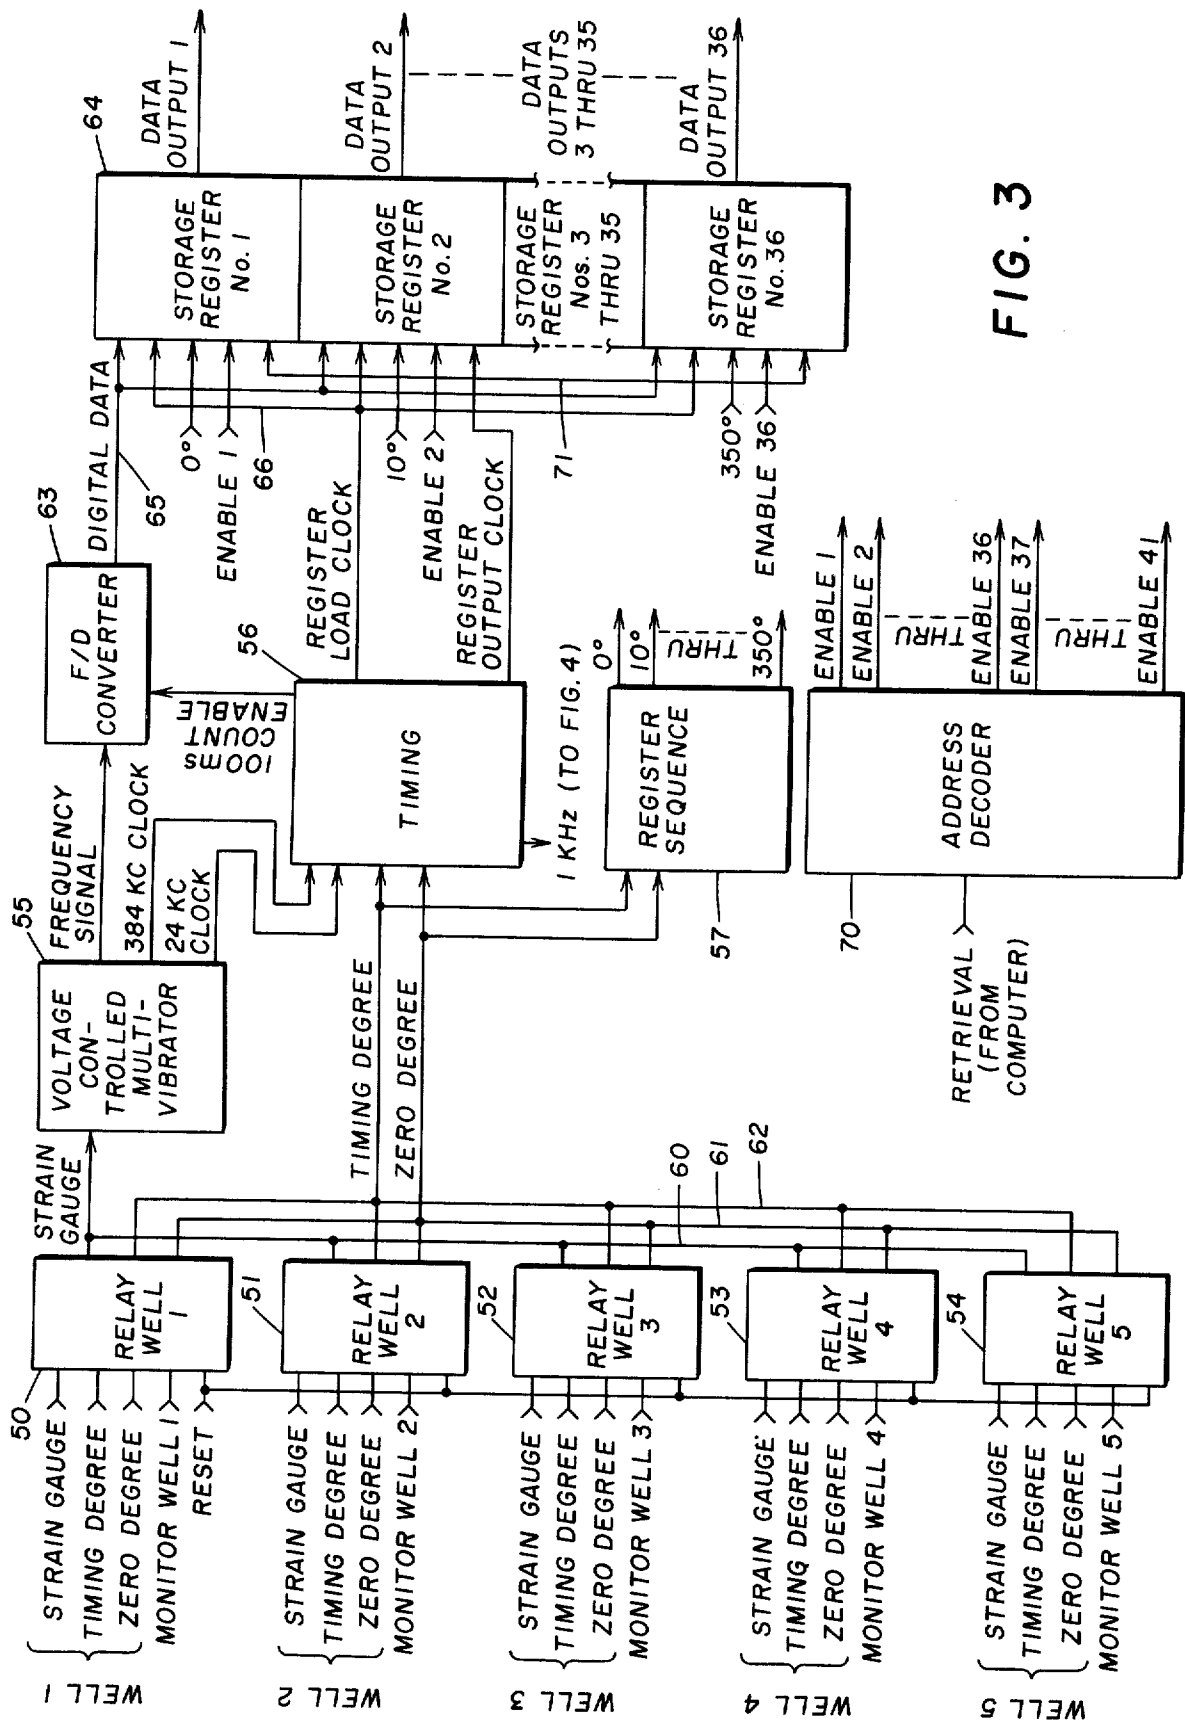 WELL 1
STRAIN GAUGE
TIMING DEGREE
ZERO DEGREE
MONITOR WELL 1
RESET
50
RELAY
WELL
1
WELL 2
STRAIN GAUGE
TIMING DEGREE
ZERO DEGREE
MONITOR WELL 2
51
RELAY
WELL
2
WELL 3
STRAIN GAUGE
TIMING DEGREE
ZERO DEGREE
MONITOR WELL 3
52
RELAY
WELL
3
WELL 4
STRAIN GAUGE
TIMING DEGREE
ZERO DEGREE
MONITOR WELL 4
53
RELAY
WELL
4
WELL 5
STRAIN GAUGE
TIMING DEGREE
ZERO DEGREE
MONITOR WELL 5
54
RELAY
WELL
5
STRAIN
GAUGE
60
61
62
55
VOLTAGE
CON-
TROLLED
MULTI-
VIBRATOR
FREQUENCY
SIGNAL
384 KC CLOCK
24 KC
CLOCK
TIMING DEGREE
ZERO DEGREE
63
F/D
CONVERTER
100ms
COUNT
ENABLE
56
TIMING
1 KHz (TO FIG. 4)
57
REGISTER
SEQUENCE
0°
10°
THRU
350°
RETRIEVAL
(FROM
COMPUTER)
70
ADDRESS
DECODER
ENABLE 1
ENABLE 2
THRU
ENABLE 36
ENABLE 37
THRU
ENABLE 41
DIGITAL DATA
65
0°
ENABLE 1
66
REGISTER
LOAD CLOCK
10°
ENABLE 2
REGISTER
OUTPUT CLOCK
71
350°
ENABLE 36
64
STORAGE
REGISTER
No. 1
STORAGE
REGISTER
No. 2
STORAGE
REGISTER
Nos. 3
THRU 35
STORAGE
REGISTER
No. 36
DATA
OUTPUT 1
DATA
OUTPUT 2
DATA
OUTPUTS
3 THRU 35
DATA
OUTPUT 36
FIG. 3